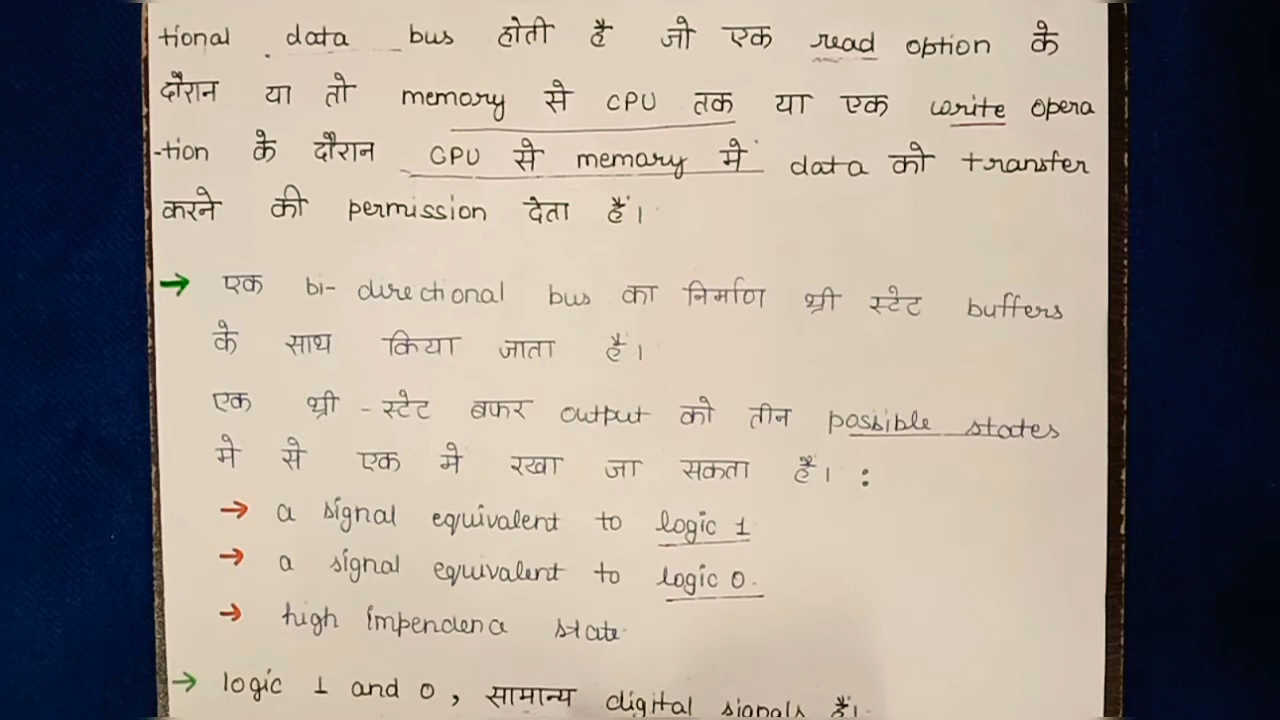 tional data bus होती है जो एक read option के
दौरान या तो memory से CPU तक या एक write opera
-tion के दौरान CPU से memory में data को transfer
करने की permission देता हैं।
→ एक bi-directional bus का निर्माण थ्री स्टेट buffers
के साथ किया जाता है।
एक थ्री-स्टेट बफर output को तीन possible states
मे से एक मे रखा जा सकता है। :
→ a signal equivalent to logic 1
→ a signal equivalent to logic 0.
→ high impendence state.
→ logic 1 and 0, सामान्य digital signals हैं।